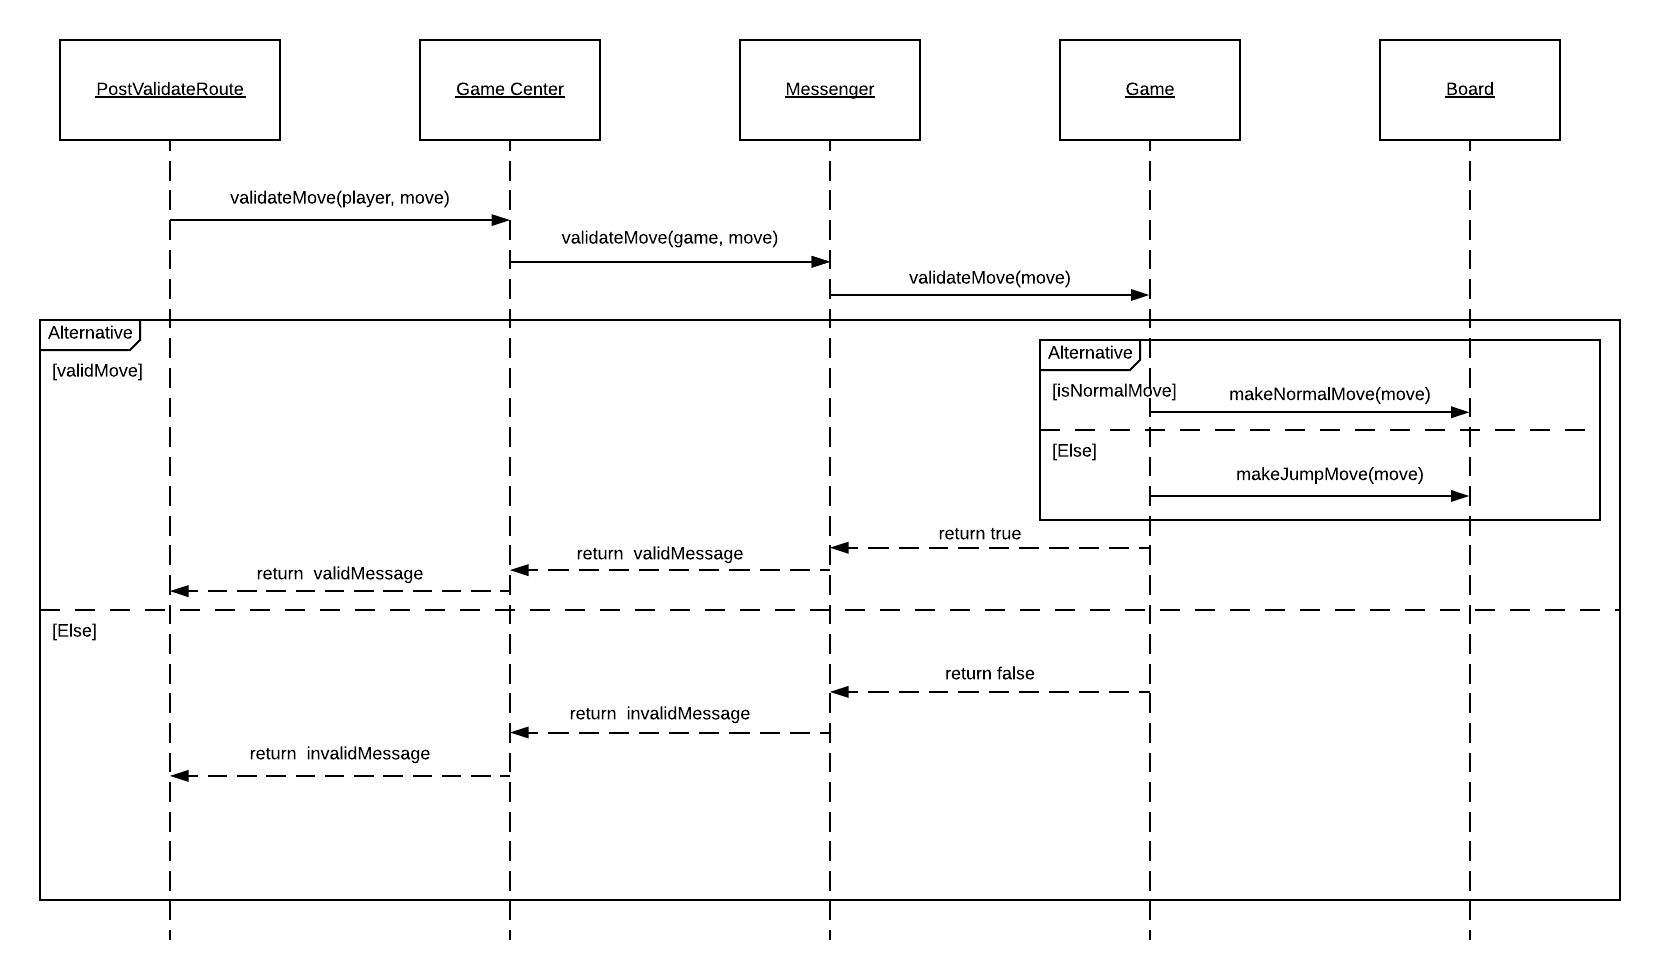 PostValidateRoute
Game Center
Messenger
Game
Board
validateMove(player, move)
validateMove(game, move)
validateMove(move)
Alternative
[validMove]
Alternative
[isNormalMove]
makeNormalMove(move)
[Else]
makeJumpMove(move)
return true
return  validMessage
return  validMessage
[Else]
return false
return  invalidMessage
return  invalidMessage